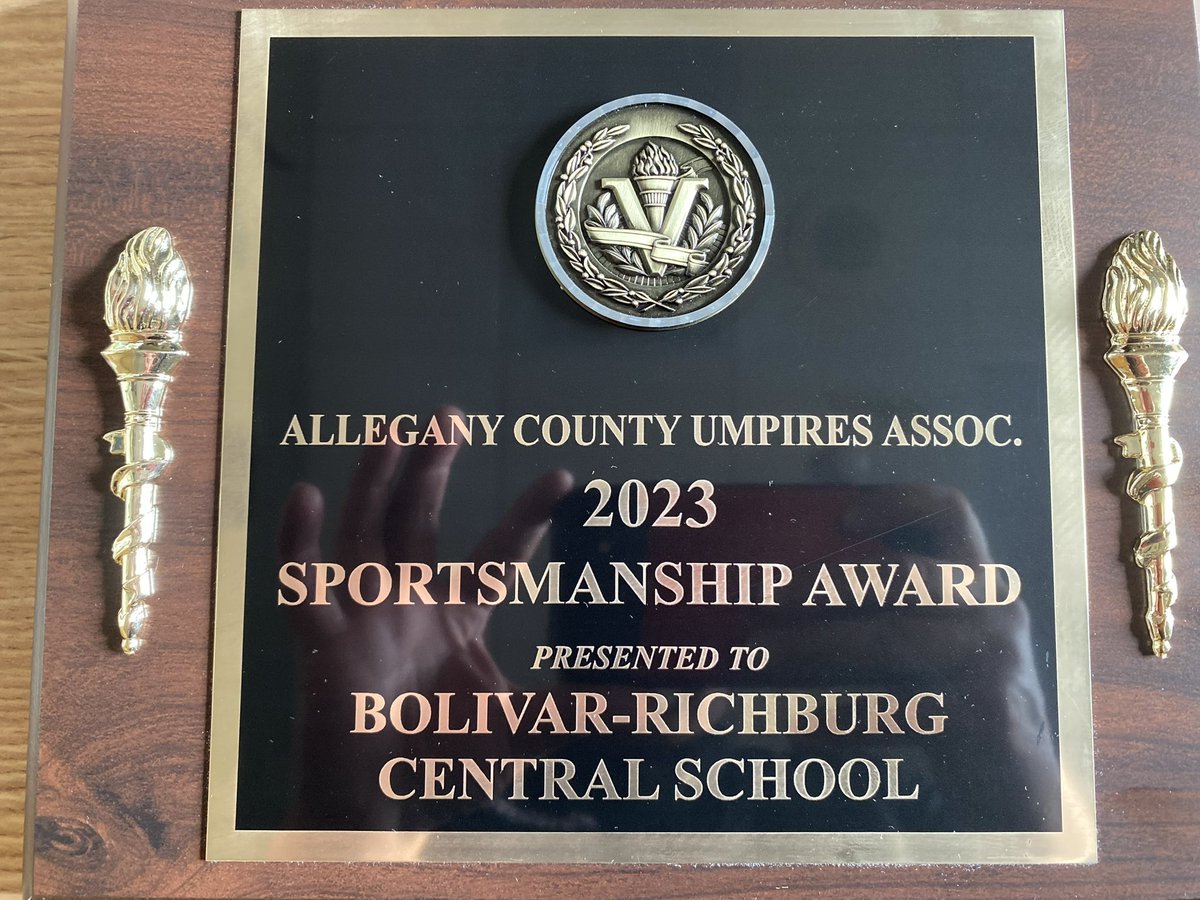 V
ALLEGANY COUNTY UMPIRES ASSOC.
2023
SPORTSMANSHIP AWARD
PRESENTED TO
BOLIVAR-RICHBURG
CENTRAL SCHOOL